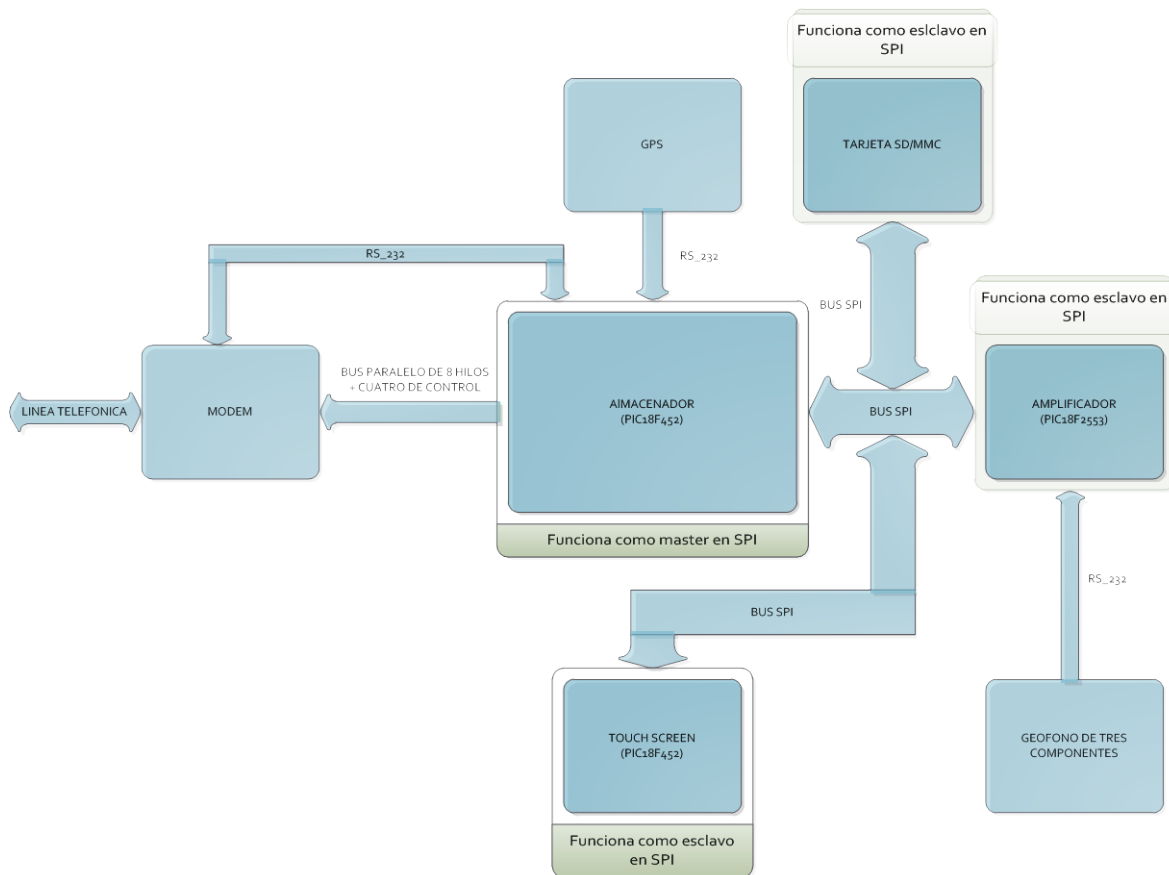 Funciona como eslclavo en
SPI
TARJETA SD/MMC
GPS
RS_232
RS_232
BUS SPI
Funciona como esclavo en
SPI
AMPLIFICADOR
(PIC18F2553)
BUS PARALELO DE 8 HILOS
+ CUATRO DE CONTROL
LINEA TELEFONICA
MODEM
AlMACENADOR
(PIC18F452)
BUS SPI
Funciona como master en SPI
RS_232
BUS SPI
TOUCH SCREEN
(PIC18F452)
Funciona como esclavo
en SPI
GEOFONO DE TRES
COMPONENTES